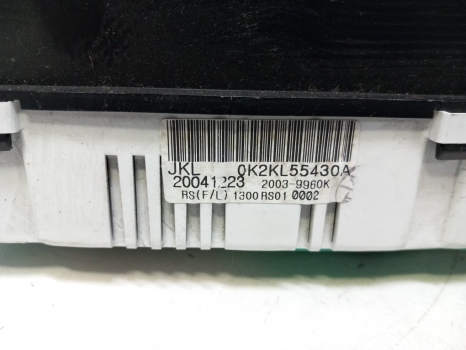 JKL 0K2KL55430A
20041223 2003-9960K
RS(F/L) 1300 RS01 0002